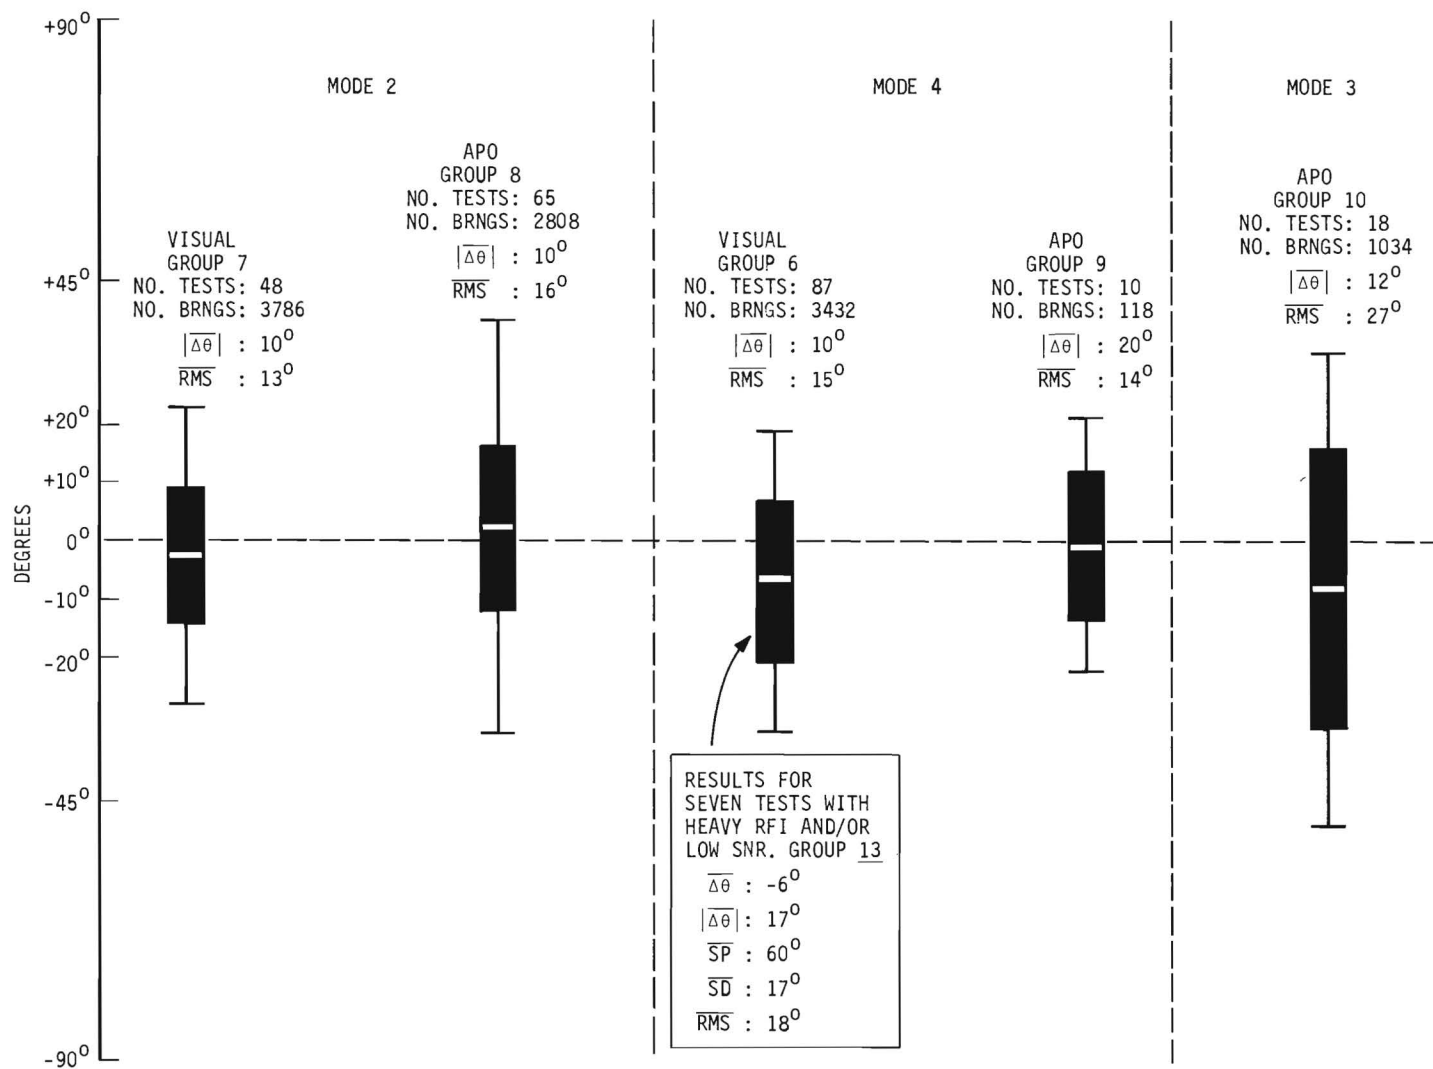 +90°
+45°
+20°
+10°
0°
-10°
-20°
-45°
-90°
DEGREES
MODE 2
VISUAL
GROUP 7
NO. TESTS: 48
NO. BRNGS: 3786
|Δθ| : 10°
RMS : 13°
APO
GROUP 8
NO. TESTS: 65
NO. BRNGS: 2808
|Δθ| : 10°
RMS : 16°
MODE 4
VISUAL
GROUP 6
NO. TESTS: 87
NO. BRNGS: 3432
|Δθ| : 10°
RMS : 15°
APO
GROUP 9
NO. TESTS: 10
NO. BRNGS: 118
|Δθ| : 20°
RMS : 14°
RESULTS FOR
SEVEN TESTS WITH
HEAVY RFI AND/OR
LOW SNR. GROUP 13
Δθ : -6°
|Δθ| : 17°
SP : 60°
SD : 17°
RMS : 18°
MODE 3
APO
GROUP 10
NO. TESTS: 18
NO. BRNGS: 1034
|Δθ| : 12°
RMS : 27°